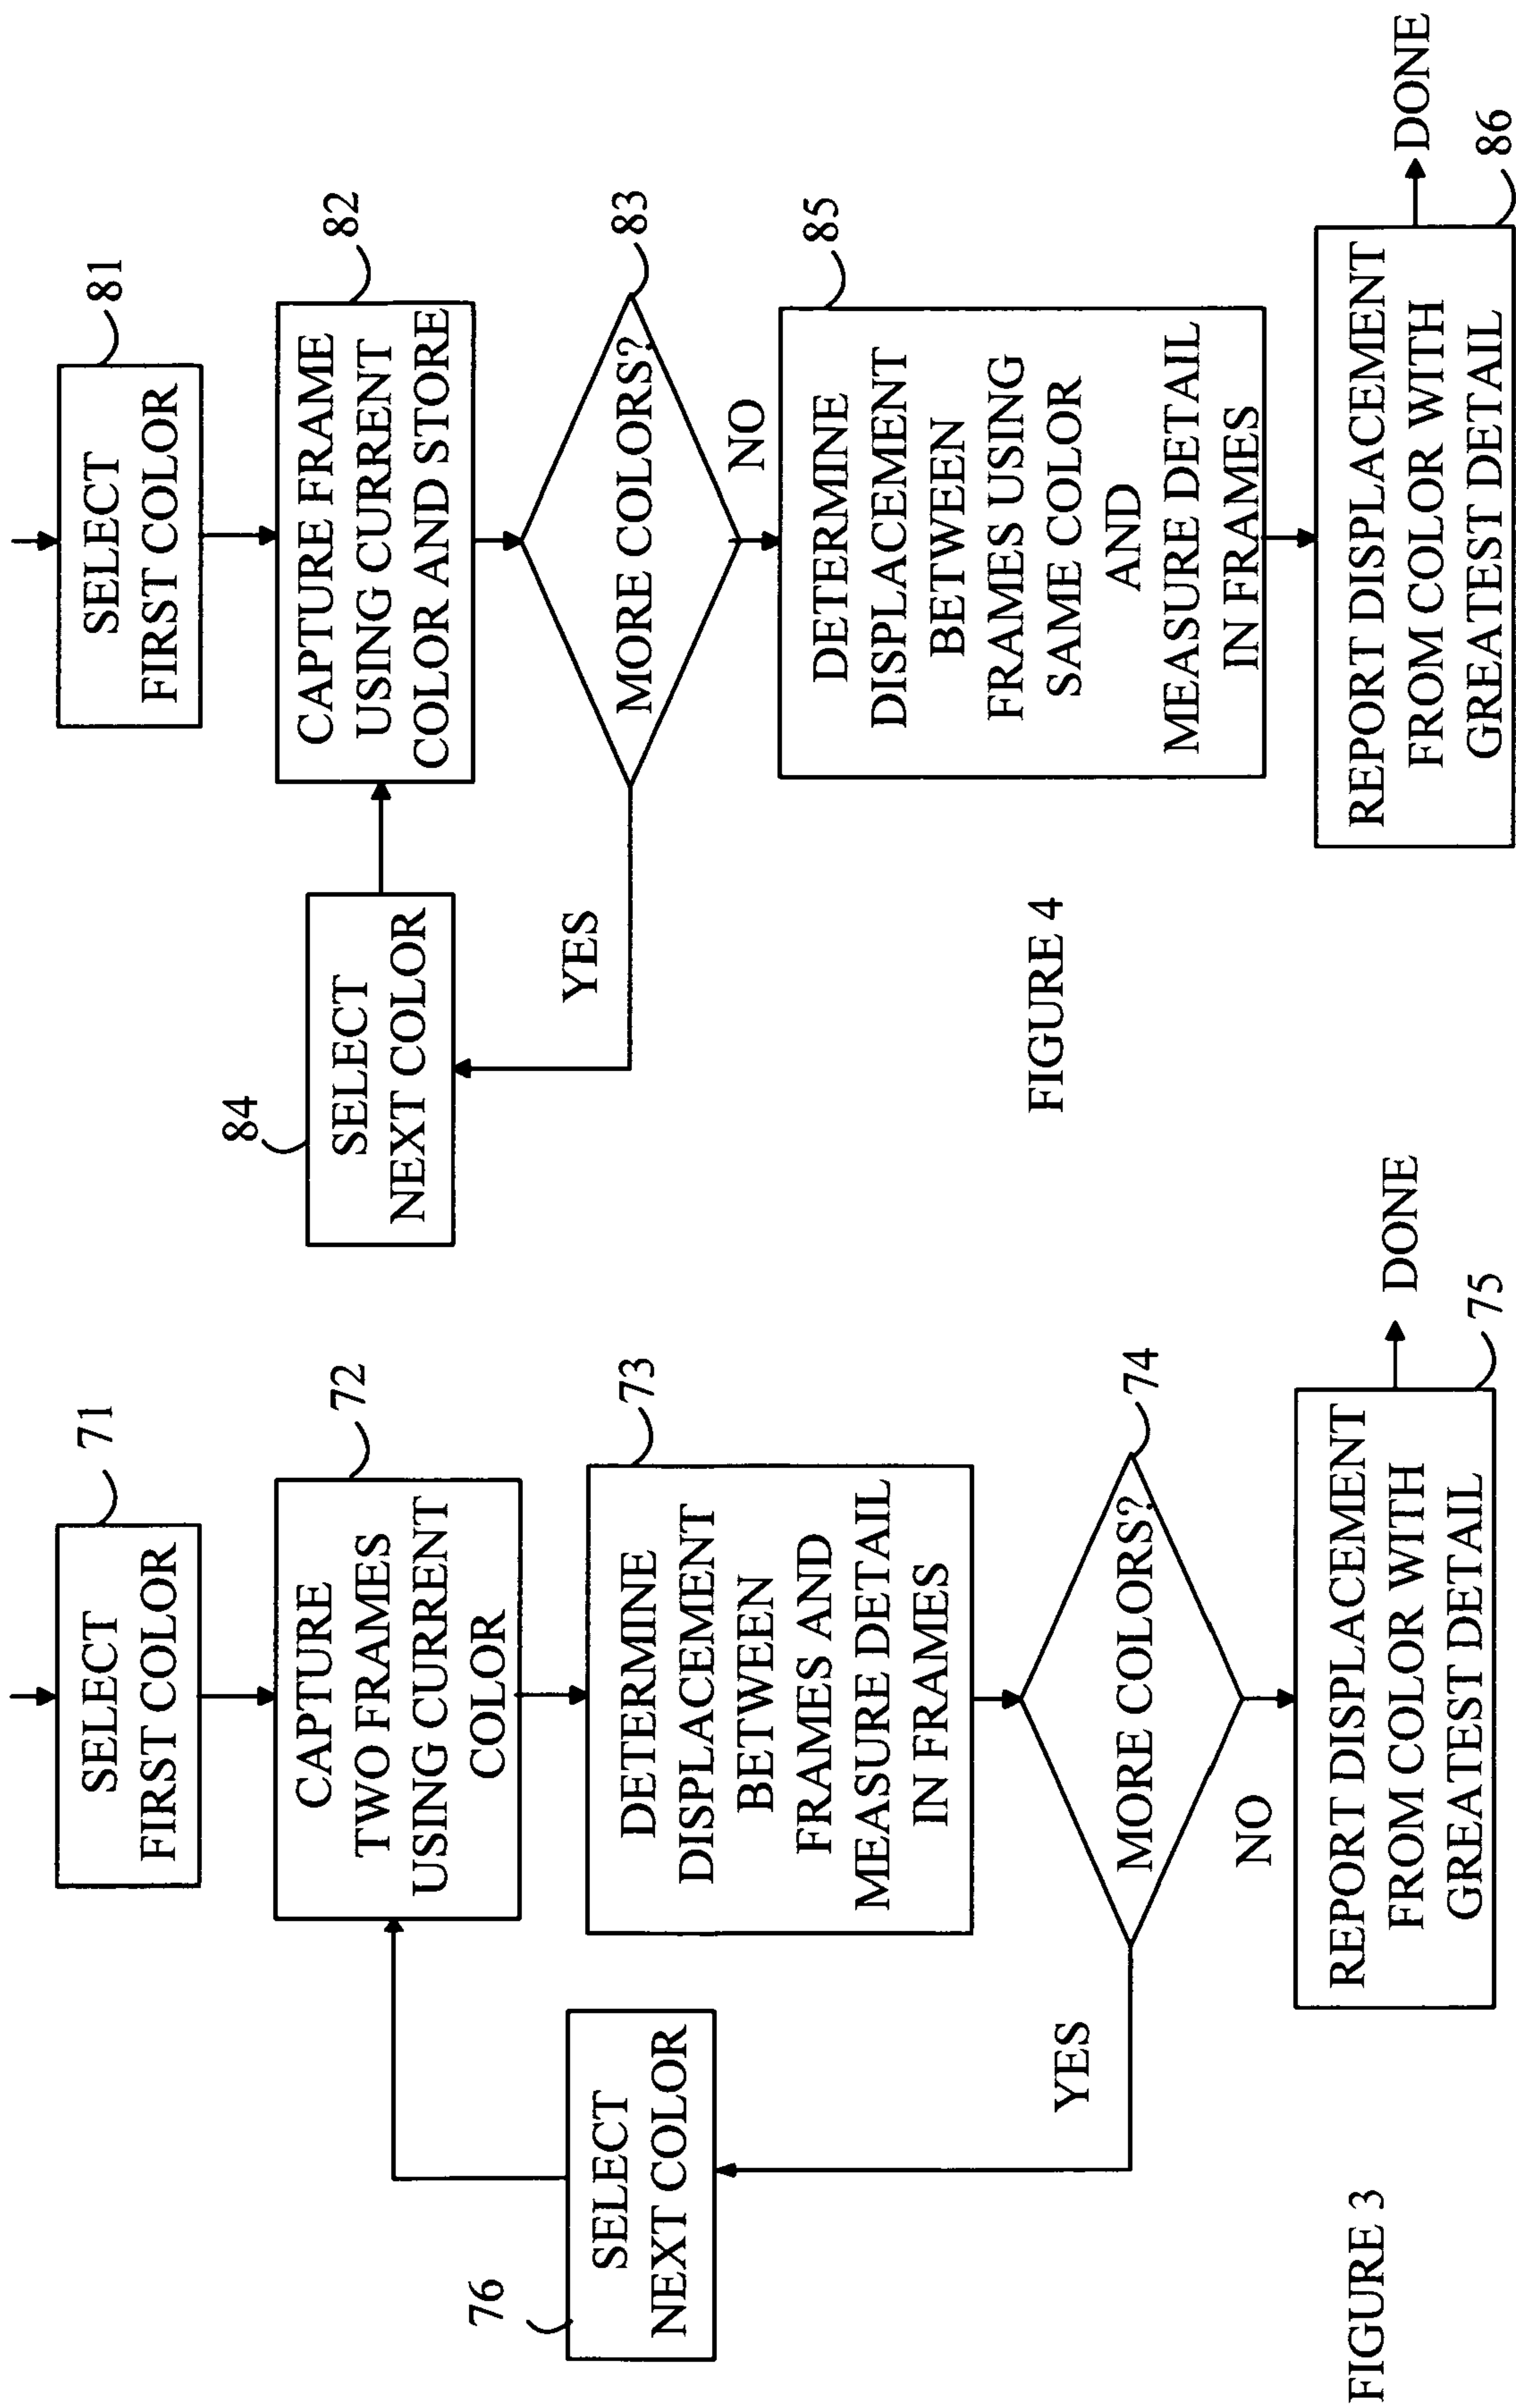 71
SELECT
FIRST COLOR
72
CAPTURE
TWO FRAMES
USING CURRENT
COLOR
73
DETERMINE
DISPLACEMENT
BETWEEN
FRAMES AND
MEASURE DETAIL
IN FRAMES
74
MORE COLORS?
YES
NO
76
SELECT
NEXT COLOR
REPORT DISPLACEMENT
FROM COLOR WITH
GREATEST DETAIL
75
DONE
FIGURE 3
81
SELECT
FIRST COLOR
82
CAPTURE FRAME
USING CURRENT
COLOR AND STORE
83
MORE COLORS?
YES
NO
84
SELECT
NEXT COLOR
85
DETERMINE
DISPLACEMENT
BETWEEN
FRAMES USING
SAME COLOR
AND
MEASURE DETAIL
IN FRAMES
REPORT DISPLACEMENT
FROM COLOR WITH
GREATEST DETAIL
86
DONE
FIGURE 4